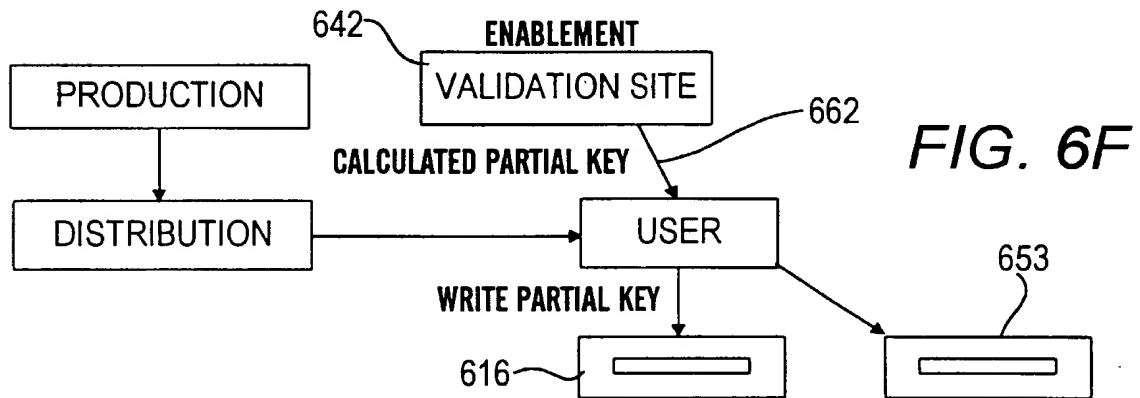 642
ENABLEMENT
VALIDATION SITE
PRODUCTION
662
CALCULATED PARTIAL KEY
FIG. 6F
DISTRIBUTION
USER
653
WRITE PARTIAL KEY
616